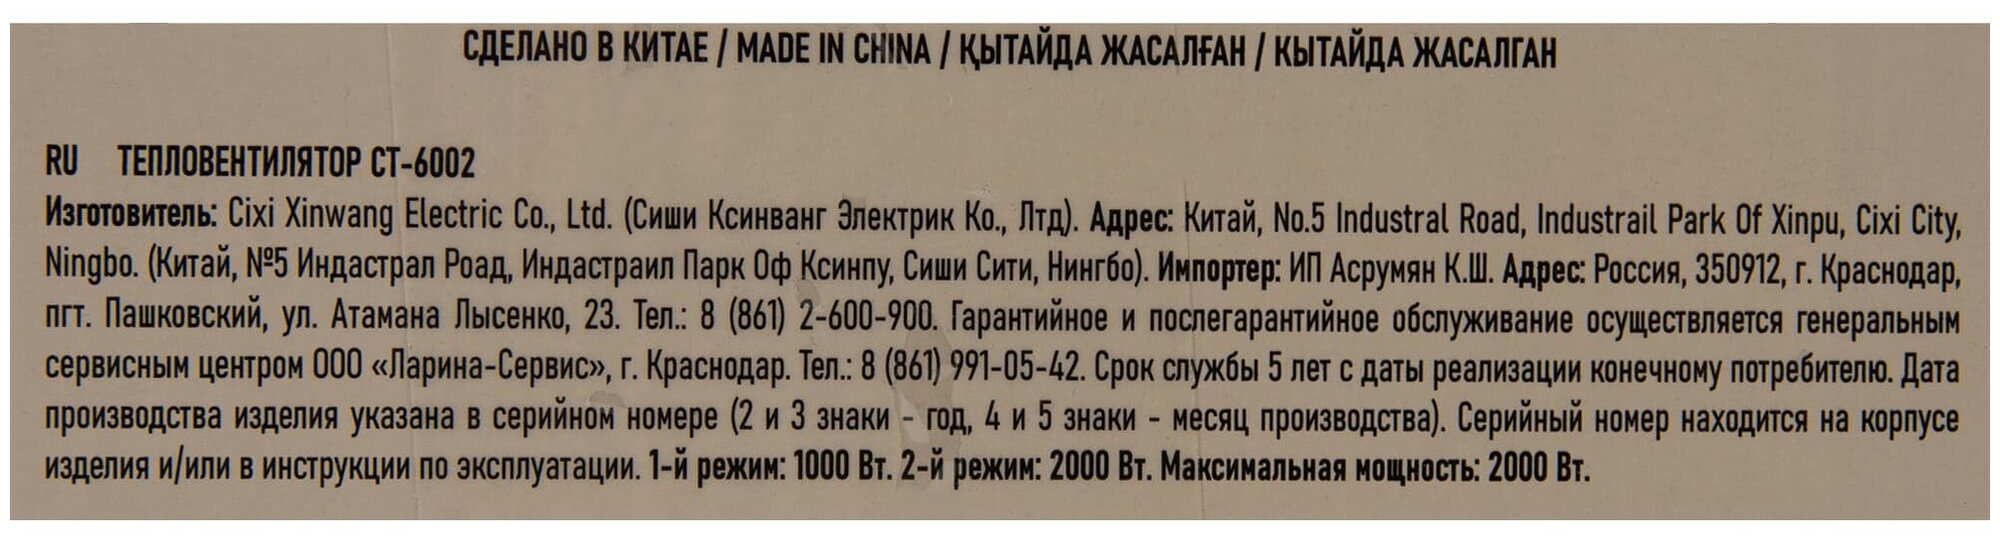 СДЕЛАНО В КИТАЕ / MADE IN CHINA / ҚЫТАЙДА ЖАСАЛҒАН / КЫТАЙДА ЖАСАЛГАН
RU ТЕПЛОВЕНТИЛЯТОР СТ-6002
Изготовитель: Cixi Xinwang Electric Co., Ltd. (Сиши Ксинванг Электрик Ко., Лтд). Адрес: Китай, No.5 Industral Road, Industrail Park Of Xinpu, Cixi City,
Ningbo. (Китай, №5 Индастрал Роад, Индастраил Парк Оф Ксинпу, Сиши Сити, Нингбо). Импортер: ИП Асрумян К.Ш. Адрес: Россия, 350912, г. Краснодар,
пгт. Пашковский, ул. Атамана Лысенко, 23. Тел.: 8 (861) 2-600-900. Гарантийное и послегарантийное обслуживание осуществляется генеральным
сервисным центром ООО «Ларина-Сервис», г. Краснодар. Тел.: 8 (861) 991-05-42. Срок службы 5 лет с даты реализации конечному потребителю. Дата
производства изделия указана в серийном номере (2 и 3 знаки - год, 4 и 5 знаки - месяц производства). Серийный номер находится на корпусе
изделия и/или в инструкции по эксплуатации. 1-й режим: 1000 Вт. 2-й режим: 2000 Вт. Максимальная мощность: 2000 Вт.